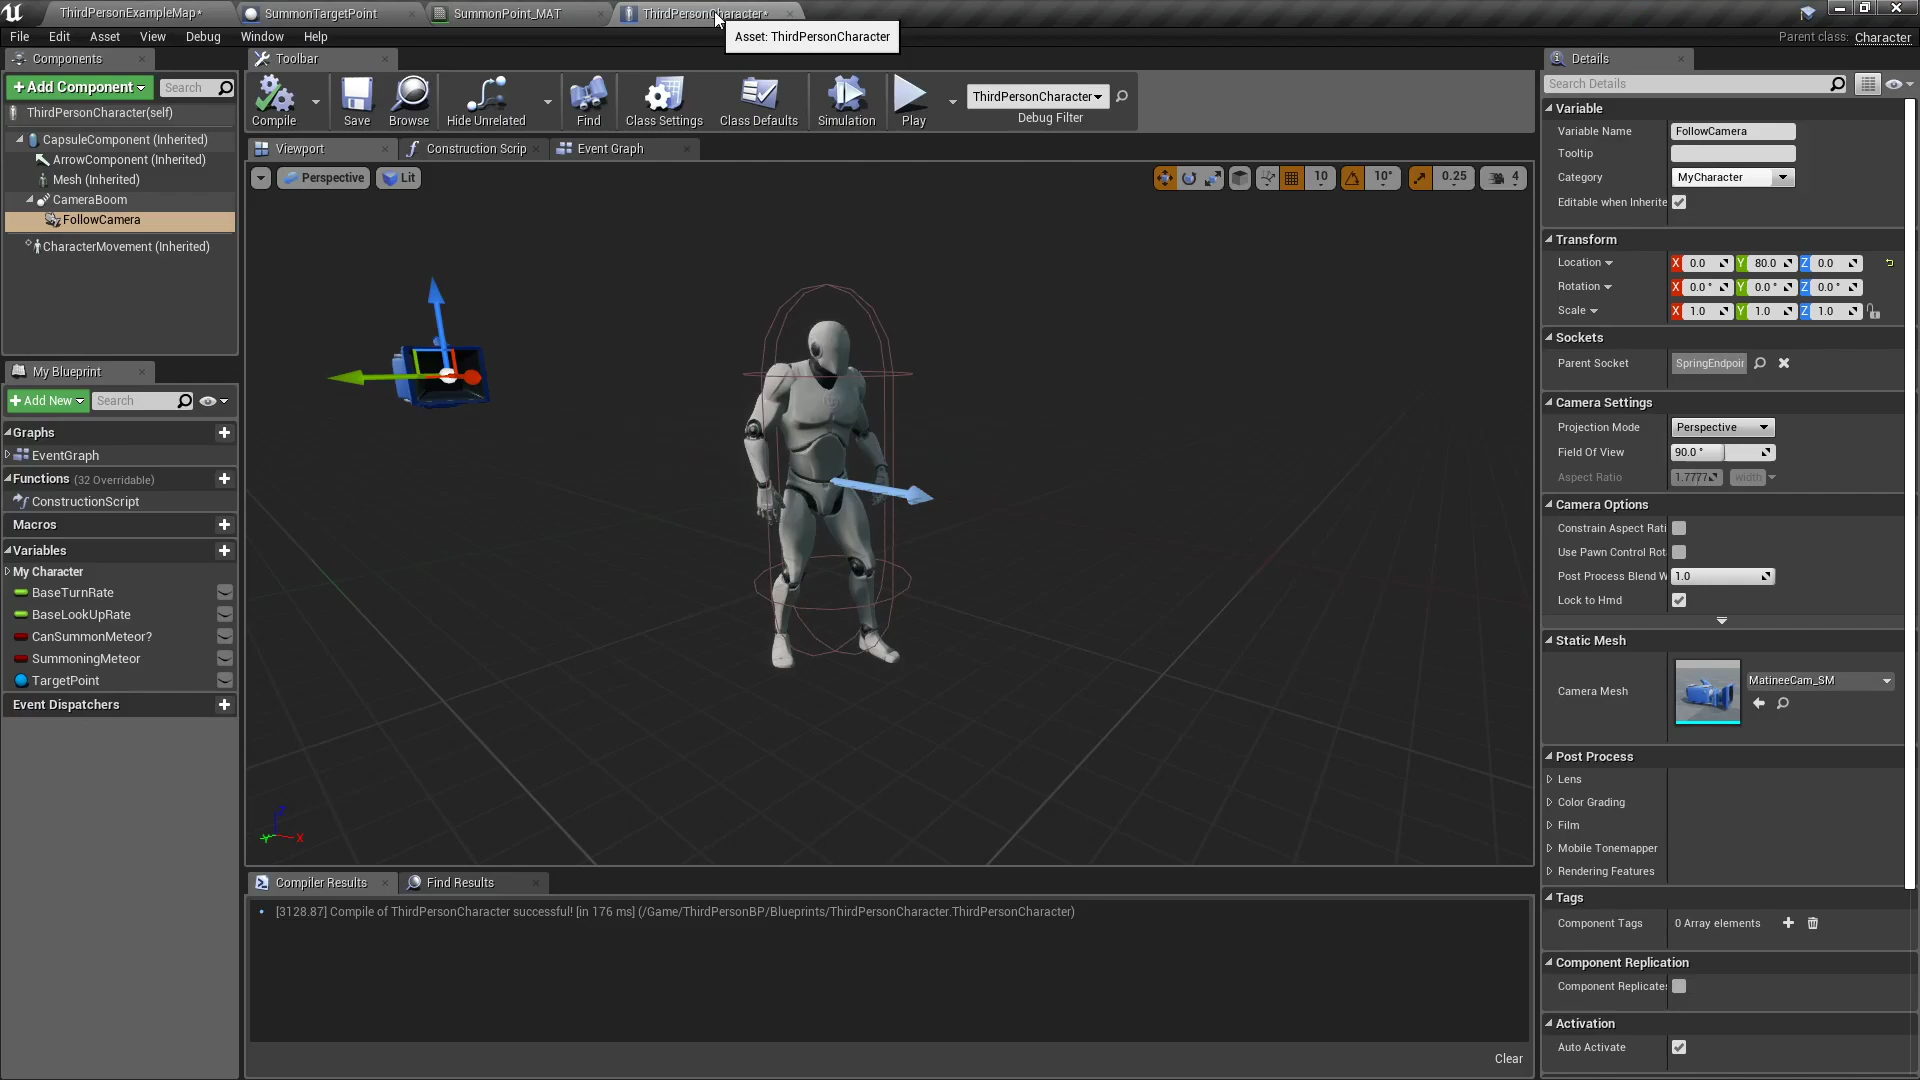 ThirdPersonExampleMap*
SummonTargetPoint
SummonPoint_MAT
ThirdPersonCharacter*
Asset: ThirdPersonCharacter
File Edit Asset View Debug Window Help
Parent class: Character
Components
+Add Component
Search
ThirdPersonCharacter(self)
CapsuleComponent (Inherited)
ArrowComponent (Inherited)
Mesh (Inherited)
CameraBoom
FollowCamera
CharacterMovement (Inherited)
My Blueprint
+Add New
Search
Graphs
EventGraph
Functions (32 Overridable)
ConstructionScript
Macros
Variables
My Character
BaseTurnRate
BaseLookUpRate
CanSummonMeteor?
SummoningMeteor
TargetPoint
Event Dispatchers
Toolbar
Compile
Save
Browse
Hide Unrelated
Find
Class Settings
Class Defaults
Simulation
Play
ThirdPersonCharacter
Debug Filter
Viewport
Construction Scrip
Event Graph
Perspective
Lit
10
10°
0.25
4
X
Compiler Results
Find Results
[3128.87] Compile of ThirdPersonCharacter successful! [in 176 ms] (/Game/ThirdPersonBP/Blueprints/ThirdPersonCharacter.ThirdPersonCharacter)
Clear
Details
Search Details
Variable
Variable Name FollowCamera
Tooltip
Category MyCharacter
Editable when Inherite
Transform
Location X 0.0 Y 80.0 Z 0.0
Rotation X 0.0 ° Y 0.0 ° Z 0.0 °
Scale X 1.0 Y 1.0 Z 1.0
Sockets
Parent Socket SpringEndpoir
Camera Settings
Projection Mode Perspective
Field Of View 90.0 °
Aspect Ratio 1.7777 width
Camera Options
Constrain Aspect Rati
Use Pawn Control Rot
Post Process Blend W 1.0
Lock to Hmd
Static Mesh
Camera Mesh
MatineeCam_SM
Post Process
Lens
Color Grading
Film
Mobile Tonemapper
Rendering Features
Tags
Component Tags 0 Array elements
Component Replication
Component Replicates
Activation
Auto Activate